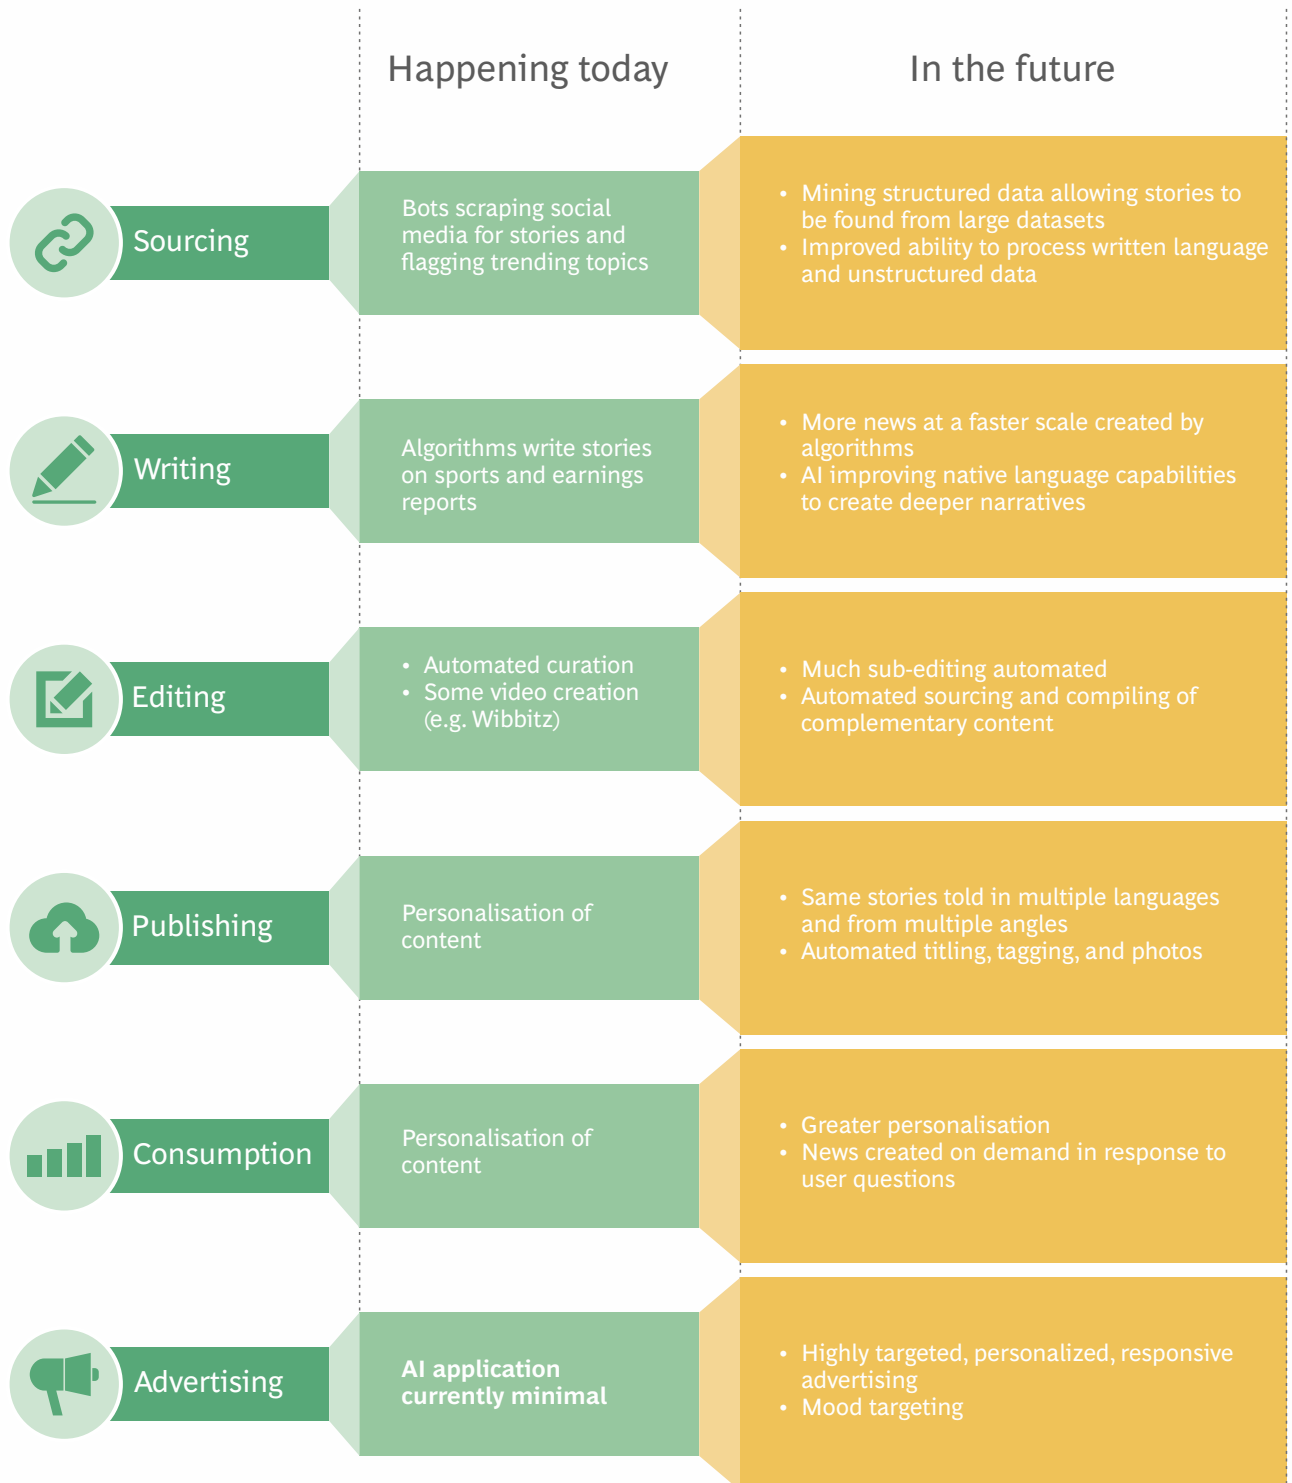 Happening today
In the future
Sourcing
Bots scraping social
media for stories and
flagging trending topics
• Mining structured data allowing stories to
be found from large datasets
• Improved ability to process written language
and unstructured data
Writing
Algorithms write stories
on sports and earnings
reports
• More news at a faster scale created by
algorithms
• AI improving native language capabilities
to create deeper narratives
Editing
• Automated curation
• Some video creation
(e.g. Wibbitz)
• Much sub-editing automated
• Automated sourcing and compiling of
complementary content
Publishing
Personalisation of
content
• Same stories told in multiple languages
and from multiple angles
• Automated titling, tagging, and photos
Consumption
Personalisation of
content
• Greater personalisation
• News created on demand in response to
user questions
Advertising
AI application
currently minimal
• Highly targeted, personalized, responsive
advertising
• Mood targeting